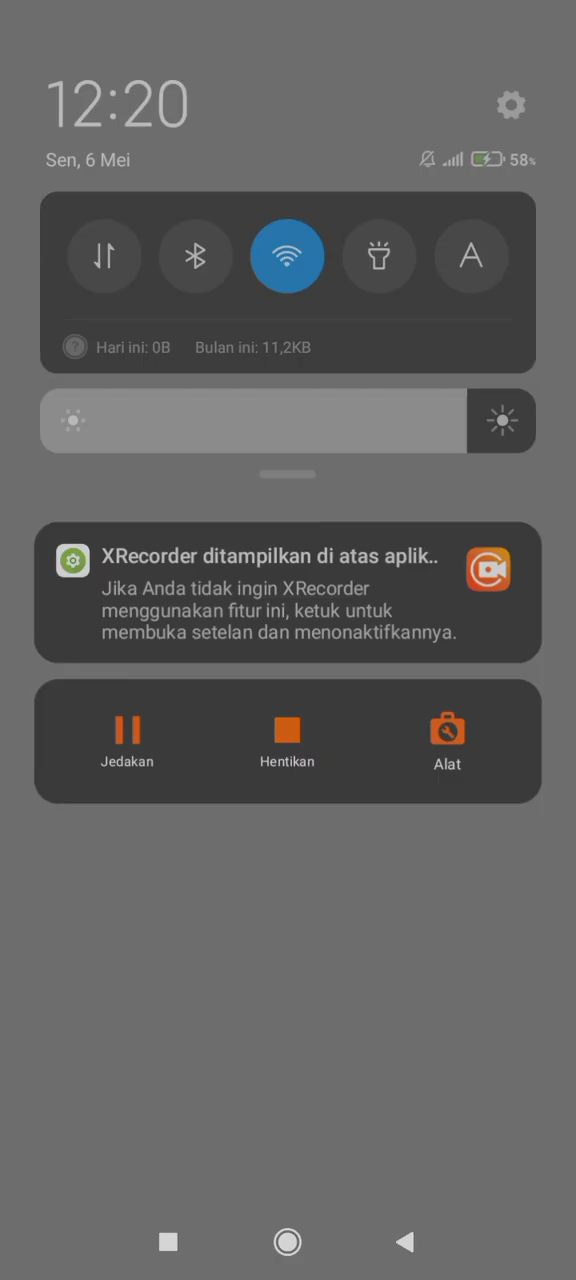 12:20
Sen, 6 Mei
58%
A
Hari ini: 0B Bulan ini: 11,2KB
XRecorder ditampilkan di atas aplik..
Jika Anda tidak ingin XRecorder
menggunakan fitur ini, ketuk untuk
membuka setelan dan menonaktifkannya.
Jedakan Hentikan Alat